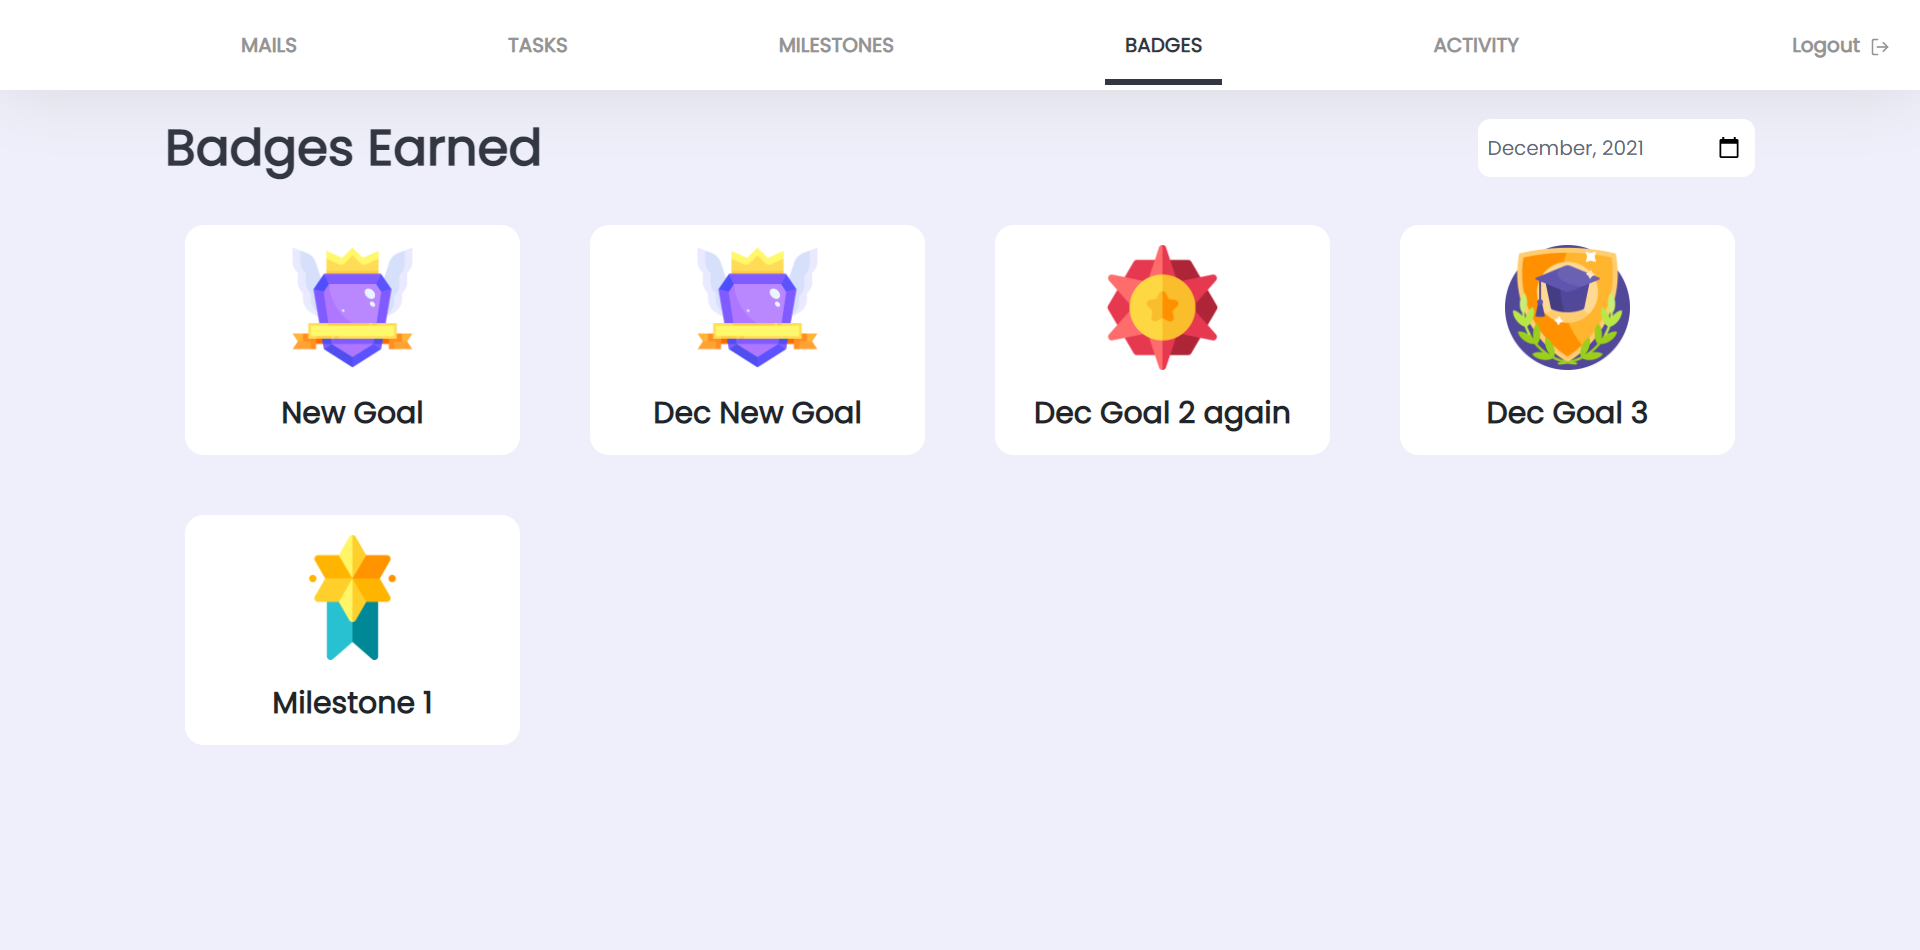 MAILS TASKS MILESTONES BADGES ACTIVITY Logout
Badges Earned
December, 2021
New Goal
Dec New Goal
Dec Goal 2 again
Dec Goal 3
Milestone 1